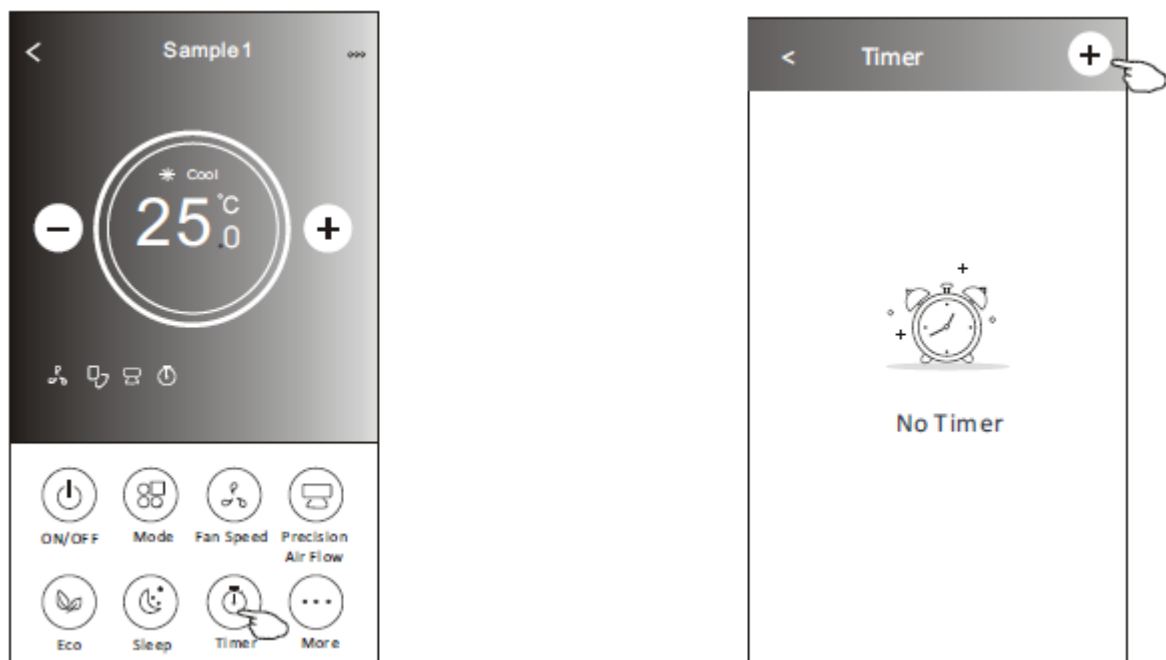 < Sample1
Cool
25.0 °C
ON/OFF Mode Fan Speed Precision
Air Flow
Eco Sleep Timer More
< Timer +
No Timer